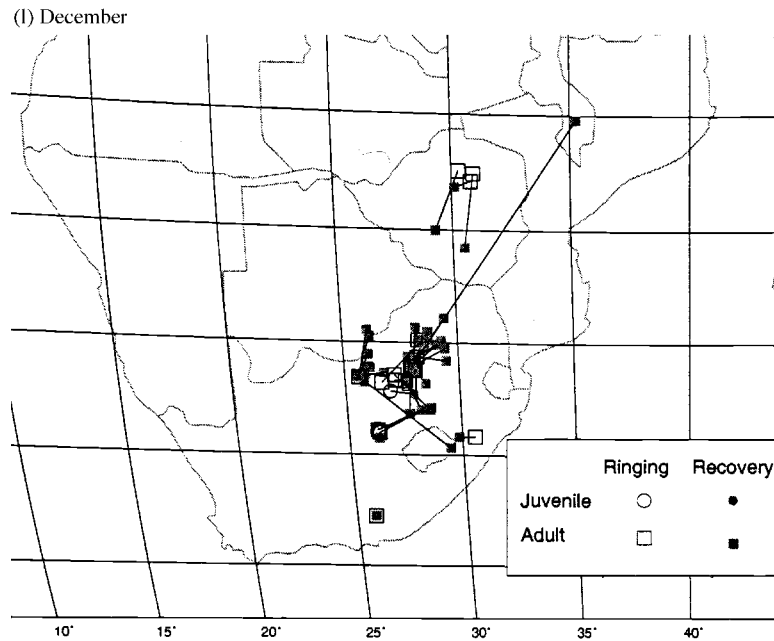 (l) December
Ringing Recovery
Juvenile
Adult
10° 15° 20° 25° 30° 35° 40°